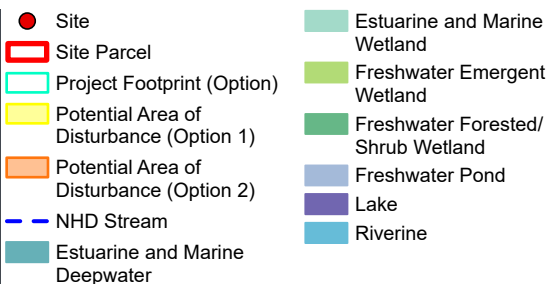 Site
Site Parcel
Project Footprint (Option)
Potential Area of
Disturbance (Option 1)
Potential Area of
Disturbance (Option 2)
NHD Stream
Estuarine and Marine
Deepwater
Estuarine and Marine
Wetland
Freshwater Emergent
Wetland
Freshwater Forested/
Shrub Wetland
Freshwater Pond
Lake
Riverine